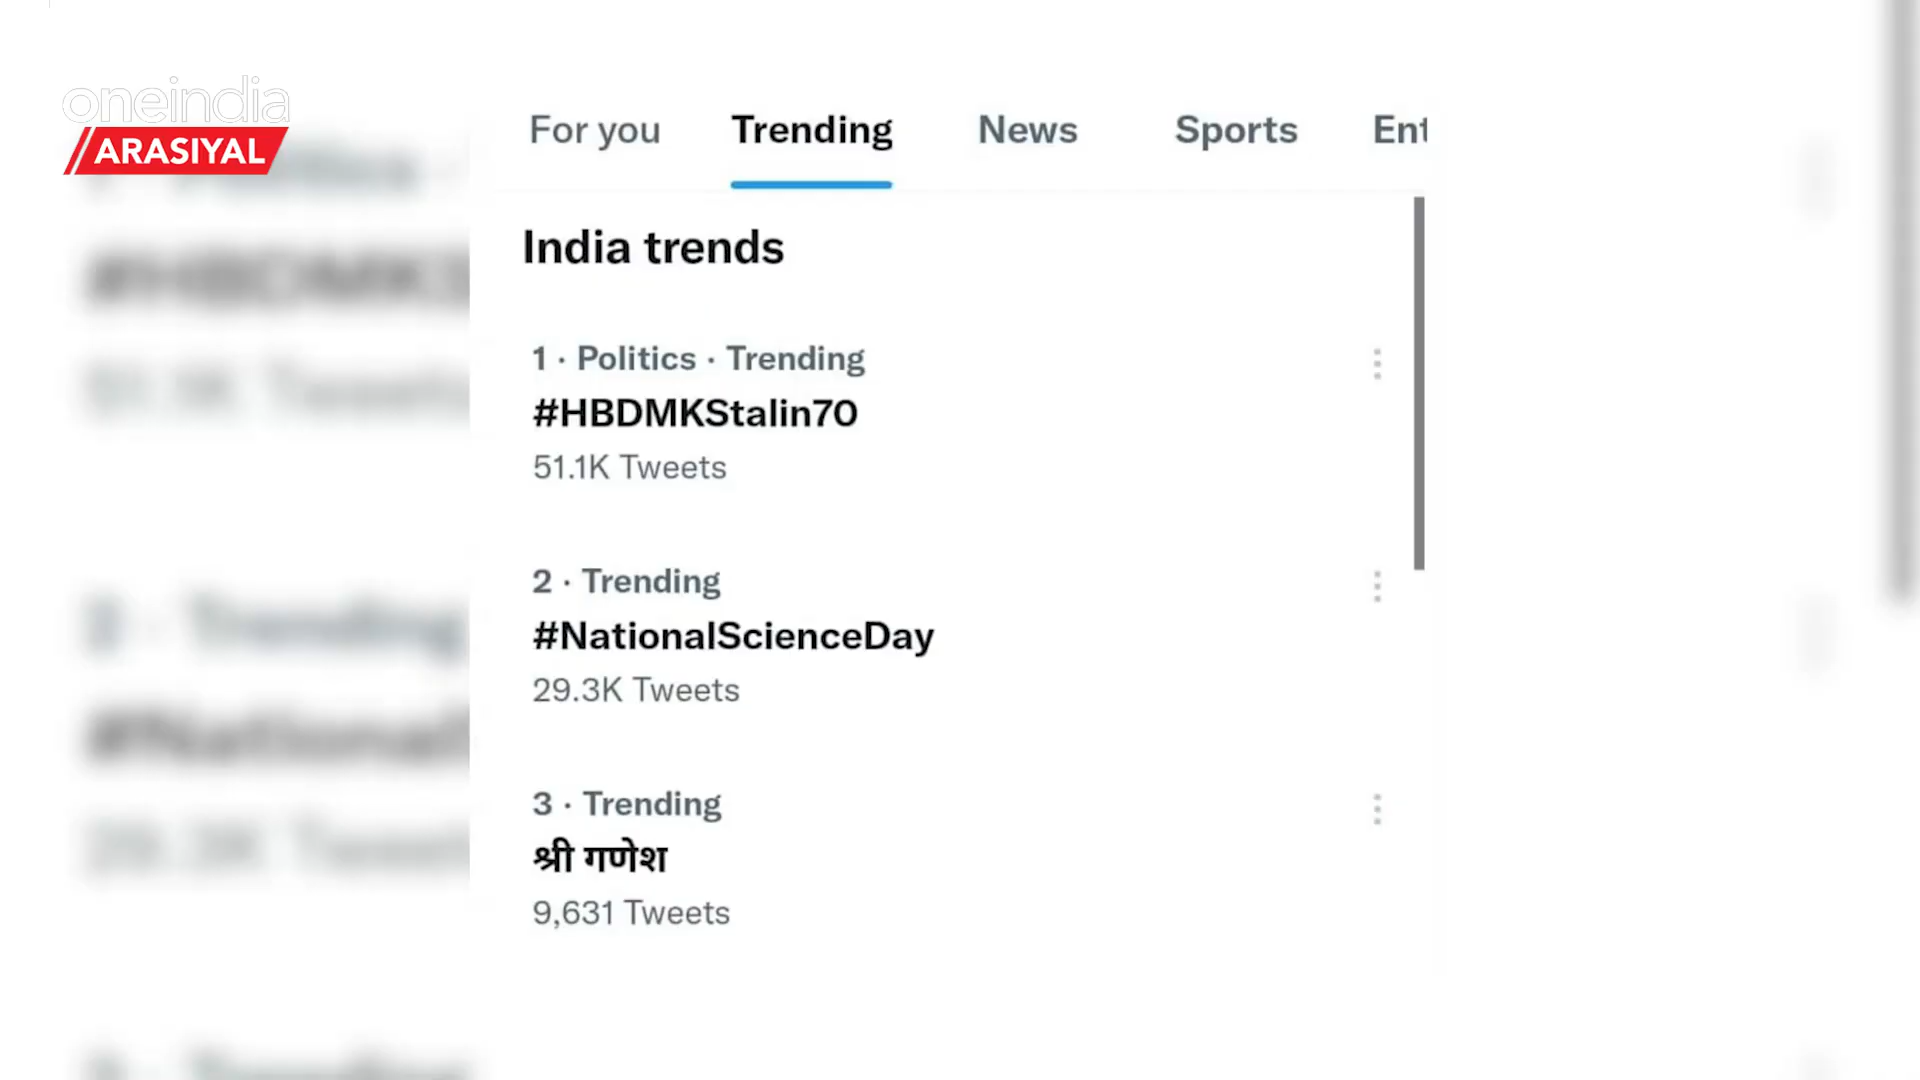 oneindia
ARASIYAL
For you Trending News Sports Ent
India trends
1 · Politics · Trending
#HBDMKStalin70
51.1K Tweets
2 · Trending
#NationalScienceDay
29.3K Tweets
3 · Trending
श्री गणेश
9,631 Tweets